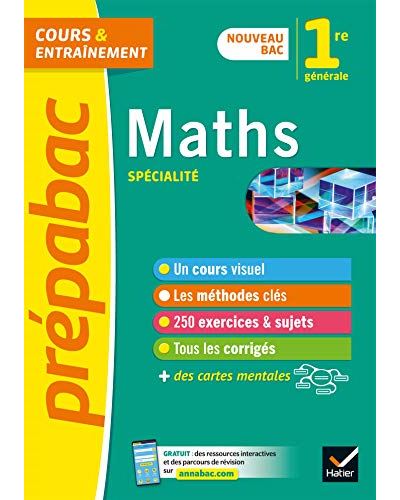 COURS &
ENTRAÎNEMENT
NOUVEAU
BAC
1re
générale
prépabac
Maths
SPÉCIALITÉ
Un cours visuel
Les méthodes clés
250 exercices & sujets
Tous les corrigés
+ des cartes mentales
GRATUIT : des ressources interactives
et des parcours de révision
sur annabac.com
Hatier